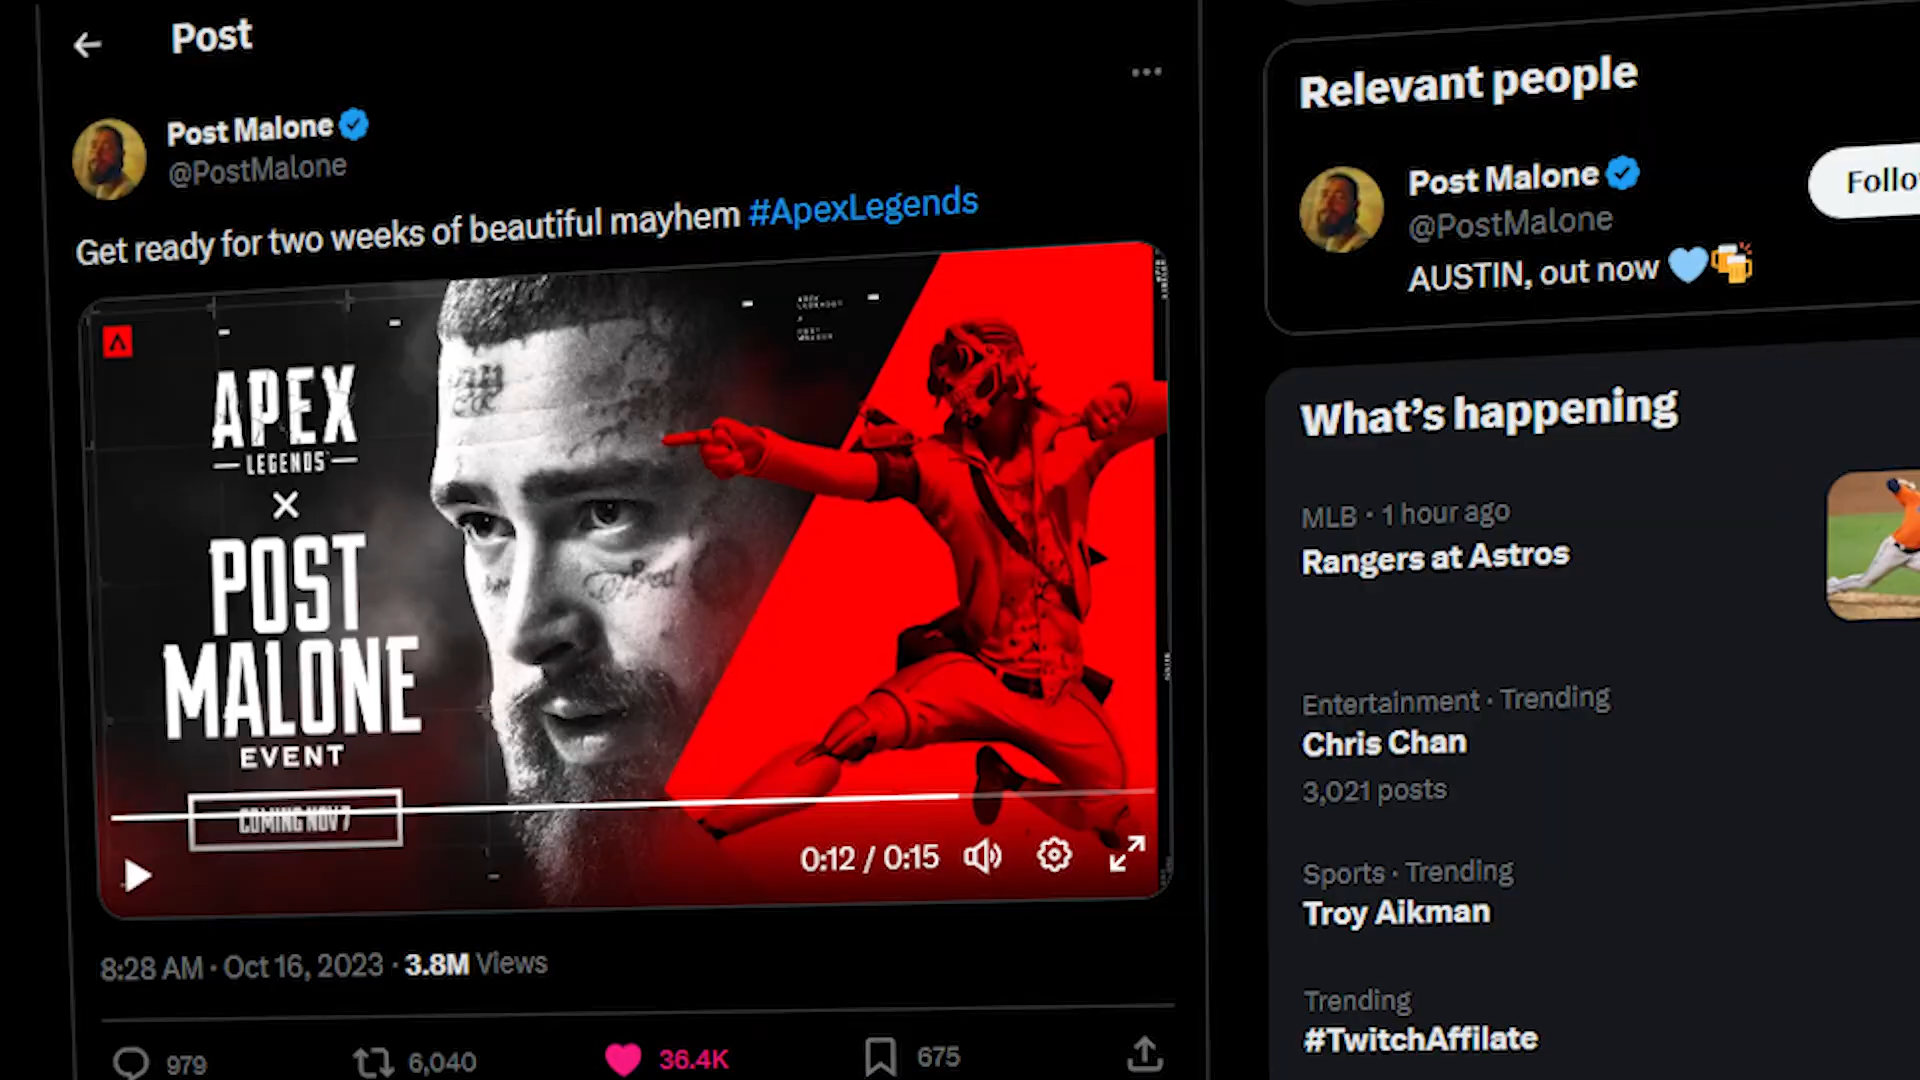 Post
Post Malone
@PostMalone
Get ready for two weeks of beautiful mayhem #ApexLegends
APEX
LEGENDS
X
POST
MALONE
EVENT
COMING NOV 7
0:12 / 0:15
8:28 AM · Oct 16, 2023 · 3.8M Views
979
6,040
36.4K
675
Relevant people
Post Malone
@PostMalone
Follo
AUSTIN, out now 🩵🍻
What's happening
MLB · 1 hour ago
Rangers at Astros
Entertainment · Trending
Chris Chan
3,021 posts
Sports · Trending
Troy Aikman
Trending
#TwitchAffilate